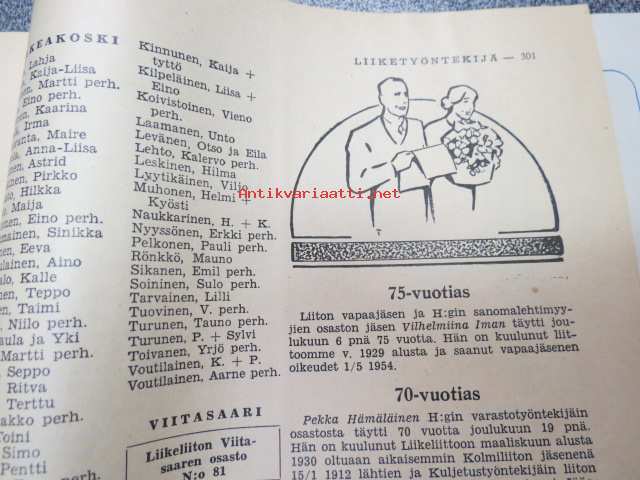 KEAKOSKI
Lahja
Kaija-Liisa
Martti perh.
Eino perh.
Kaarina
Irma
Maire
Anna-Liisa
Astrid
Pirkko
Hilkka
Maija
Eino perh.
Sinikka
Eeva
Aino
Kalle
Teppo
Taimi
Niilo perh.
ja Yki
Martti perh.
Seppo
Ritva
Terttu
perh.
Toini
Simo
Pentti
perh.
Kinnunen, Kaija +
tyttö
Kilpeläinen, Liisa +
Eino
Koivistoinen, Vieno
perh.
Laamanen, Unto
Levänen, Otso ja Eila
Lehto, Kalervo perh.
Leskinen, Hilma
Lyytikäinen, Viljo
Muhonen, Helmi +
Kyösti
Naukkarinen, H. + K.
Nyyssönen, Erkki perh.
Pelkonen, Pauli perh.
Rönkkö, Mauno
Sikanen, Emil perh.
Soininen, Sulo perh.
Tarvainen, Lilli
Tuovinen, V. perh.
Turunen, Tauno perh.
Turunen, P. + Sylvi
Toivanen, Yrjö perh.
Voutilainen, K. + P.
Voutilainen, Aarne perh.
VIITASAARI
Liikeliiton Viita-
saaren osasto
N:o 81
LIIKETYÖNTEKIJÄ — 301
Antikvariaatti.net
75-vuotias
Liiton vapaajäsen ja H:gin sanomalehtimyy-
jien osaston jäsen Vilhelmiina Iman täytti jou-
lukuun 6 pnä 75 vuotta. Hän on kuulunut liit-
toomme v. 1929 alusta ja saanut vapaajäsenen
oikeudet 1/5 1954.
70-vuotias
Pekka Hämäläinen H:gin varastotyöntekijäin
osastosta täytti 70 vuotta joulukuun 19 pnä.
Hän on kuulunut Liikeliittoon maaliskuun alusta
1930 oltuaan aikaisemmin Kolmiliiton jäsenenä
15/1 1912 lähtien ja Kuljetustyöntekijäin liiton